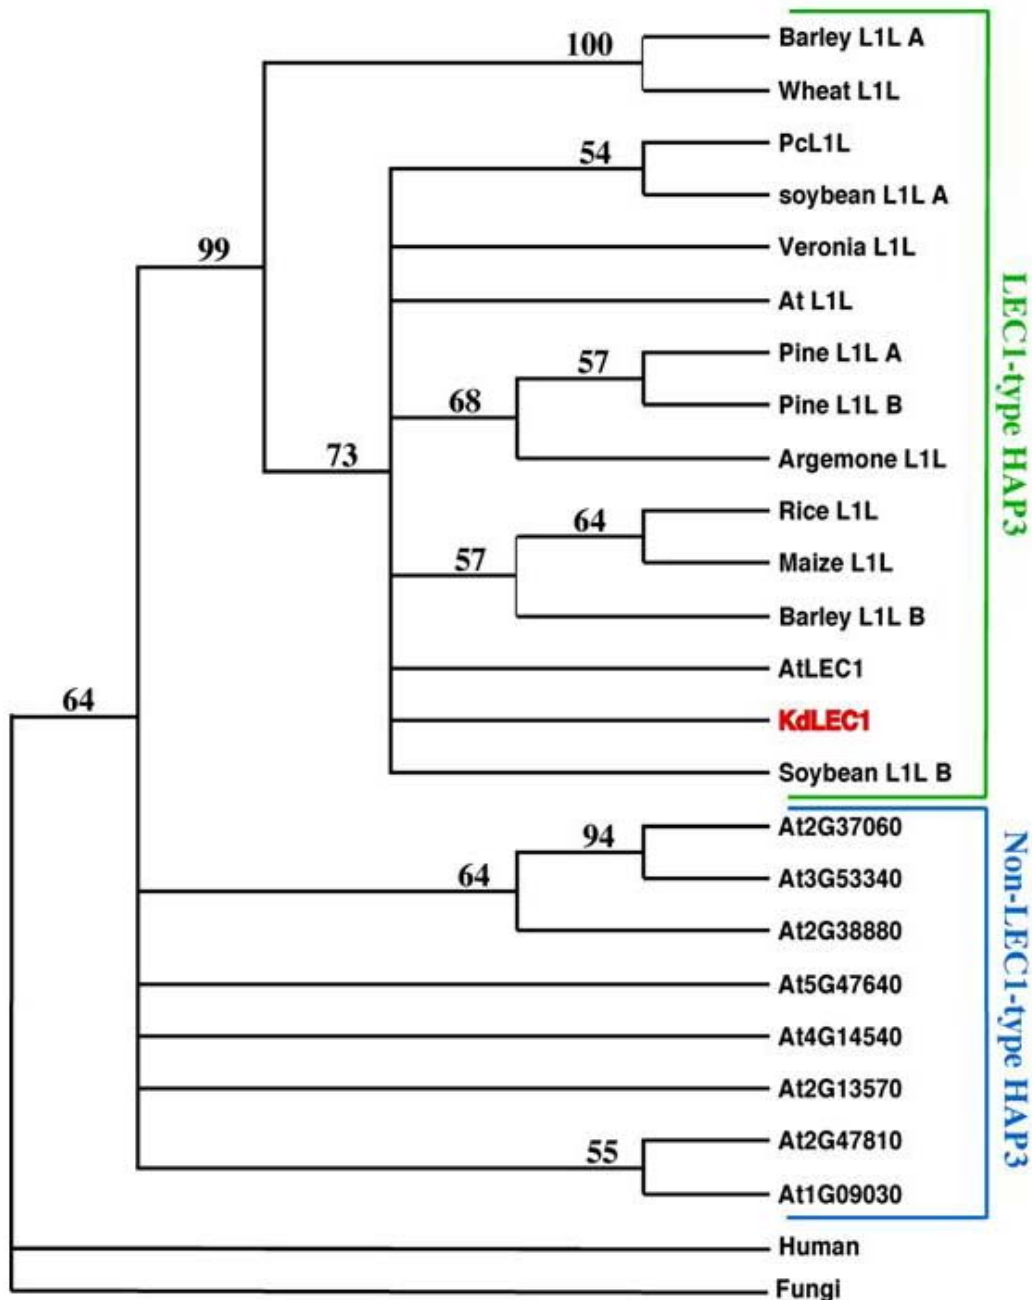 100
Barley L1L A
Wheat L1L
54
PcL1L
soybean L1L A
99
Veronia L1L
At L1L
57
Pine L1L A
68
Pine L1L B
73
Argemone L1L
64
Rice L1L
57
Maize L1L
Barley L1L B
AtLEC1
64
KdLEC1
Soybean L1L B
LEC1-type HAP3
94
At2G37060
64
At3G53340
At2G38880
At5G47640
At4G14540
At2G13570
55
At2G47810
At1G09030
Non-LEC1-type HAP3
Human
Fungi